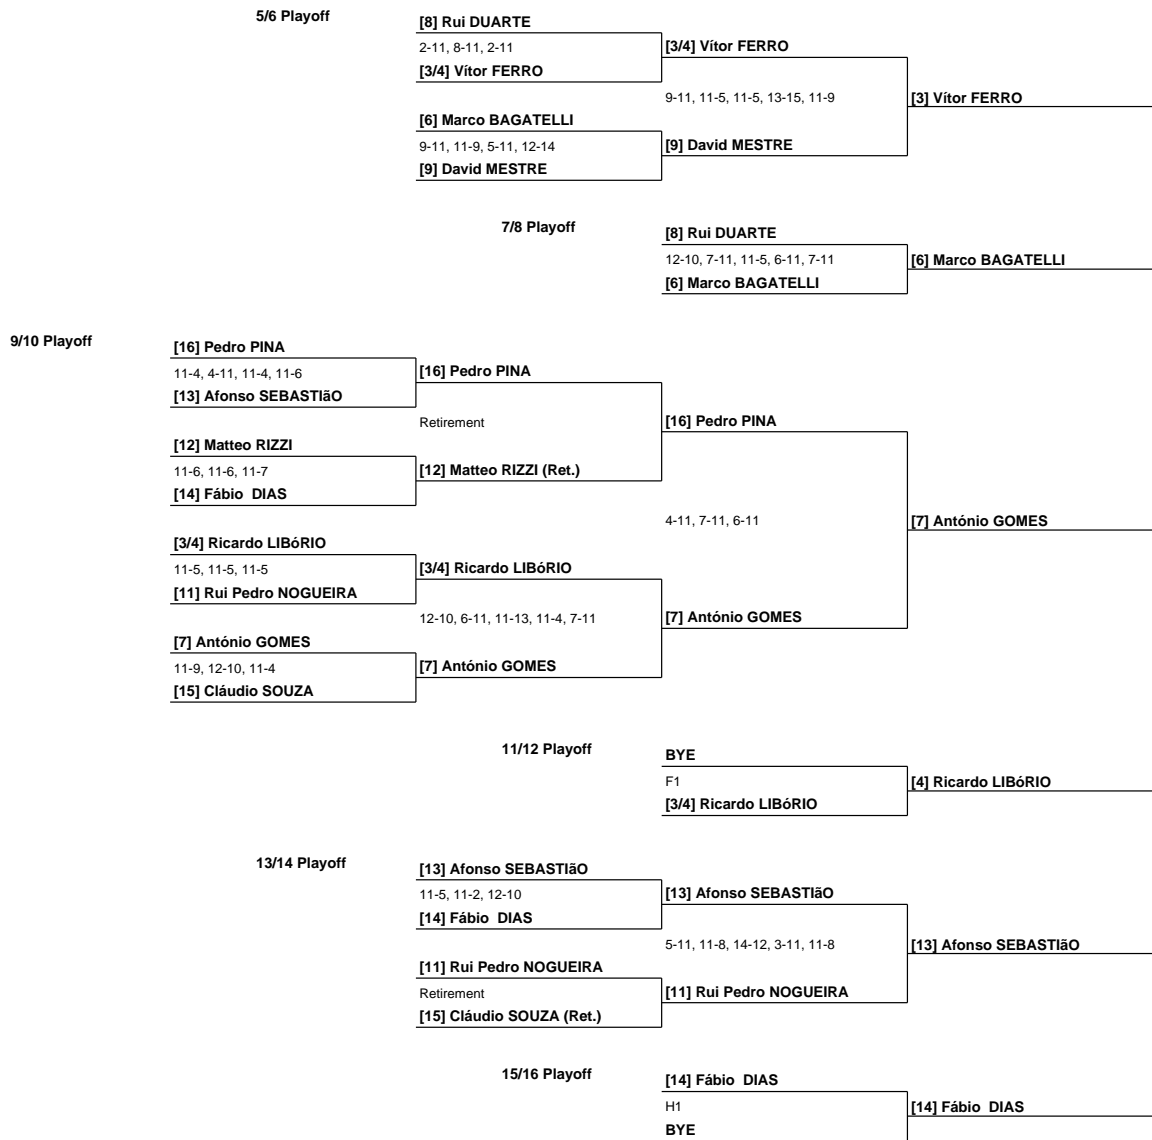 5/6 Playoff
[8] Rui DUARTE
2-11, 8-11, 2-11
[3/4] Vítor FERRO
[3/4] Vítor FERRO
9-11, 11-5, 11-5, 13-15, 11-9
[3] Vítor FERRO
[6] Marco BAGATELLI
9-11, 11-9, 5-11, 12-14
[9] David MESTRE
[9] David MESTRE
7/8 Playoff
[8] Rui DUARTE
12-10, 7-11, 11-5, 6-11, 7-11
[6] Marco BAGATELLI
[6] Marco BAGATELLI
9/10 Playoff
[16] Pedro PINA
11-4, 4-11, 11-4, 11-6
[16] Pedro PINA
[13] Afonso SEBASTIãO
Retirement
[16] Pedro PINA
[12] Matteo RIZZI
11-6, 11-6, 11-7
[12] Matteo RIZZI (Ret.)
[14] Fábio  DIAS
4-11, 7-11, 6-11
[7] António GOMES
[3/4] Ricardo LIBóRIO
11-5, 11-5, 11-5
[3/4] Ricardo LIBóRIO
[11] Rui Pedro NOGUEIRA
12-10, 6-11, 11-13, 11-4, 7-11
[7] António GOMES
[7] António GOMES
11-9, 12-10, 11-4
[7] António GOMES
[15] Cláudio SOUZA
11/12 Playoff
BYE
F1
[4] Ricardo LIBóRIO
[3/4] Ricardo LIBóRIO
13/14 Playoff
[13] Afonso SEBASTIãO
11-5, 11-2, 12-10
[13] Afonso SEBASTIãO
[14] Fábio  DIAS
5-11, 11-8, 14-12, 3-11, 11-8
[13] Afonso SEBASTIãO
[11] Rui Pedro NOGUEIRA
Retirement
[11] Rui Pedro NOGUEIRA
[15] Cláudio SOUZA (Ret.)
15/16 Playoff
[14] Fábio  DIAS
H1
[14] Fábio  DIAS
BYE